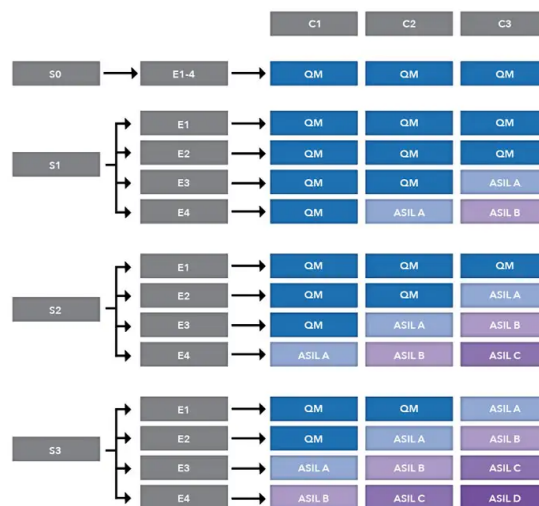 C1 C2 C3
S0 E1-4 QM QM QM
E1 QM QM QM
E2 QM QM QM
S1
E3 QM QM ASIL A
E4 QM ASIL A ASIL B
E1 QM QM QM
E2 QM QM ASIL A
S2
E3 QM ASIL A ASIL B
E4 ASIL A ASIL B ASIL C
E1 QM QM ASIL A
E2 QM ASIL A ASIL B
S3
E3 ASIL A ASIL B ASIL C
E4 ASIL B ASIL C ASIL D